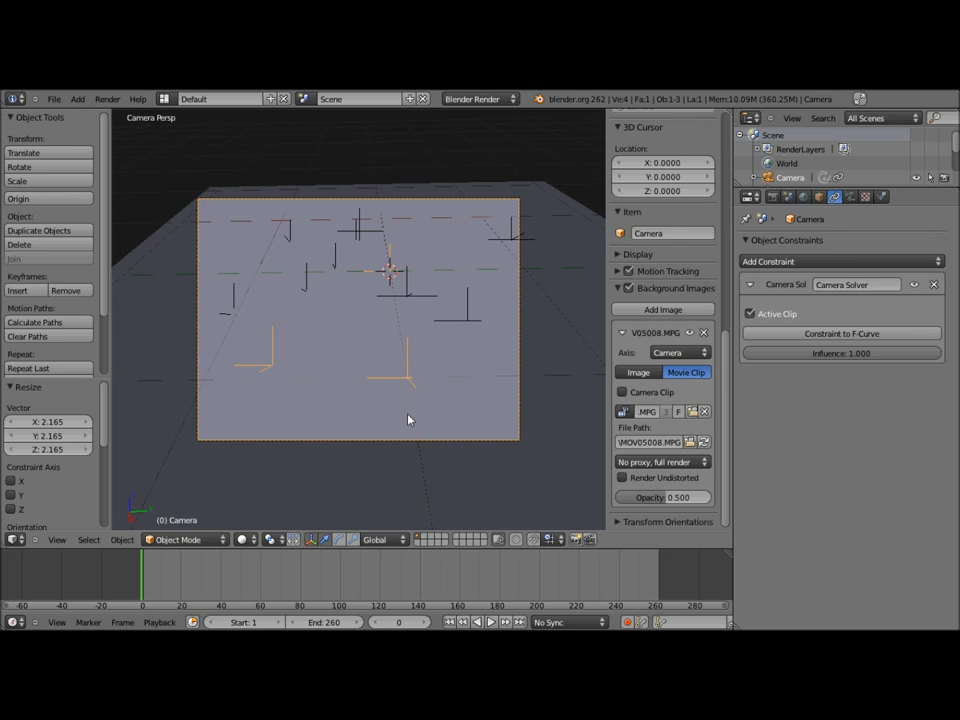 File Add Render Help Default Scene Blender Render blender.org 262 | Ve:4 | Fa:1 | Ob:1-3 | La:1 | Mem:10.09M (360.25M) | Camera
Object Tools
Transform:
Translate
Rotate
Scale
Origin
Object:
Duplicate Objects
Delete
Join
Keyframes:
Insert Remove
Motion Paths:
Calculate Paths
Clear Paths
Repeat:
Repeat Last
Resize
Vector
X: 2.165
Y: 2.165
Z: 2.165
Constraint Axis
X
Y
Z
Orientation
Camera Persp
(0) Camera
3D Cursor
Location:
X: 0.0000
Y: 0.0000
Z: 0.0000
Item
Camera
Display
Motion Tracking
Background Images
Add Image
V05008.MPG
Axis: Camera
Image Movie Clip
Camera Clip
.MPG 3 F
File Path:
\MOV05008.MPG
No proxy, full render
Render Undistorted
Opacity 0.500
Transform Orientations
View Search All Scenes
Scene
RenderLayers
World
Camera
Camera
Object Constraints
Add Constraint
Camera Sol Camera Solver
Active Clip
Constraint to F-Curve
Influence: 1.000
View Select Object Object Mode Global
-60 -40 -20 0 20 40 60 80 100 120 140 160 180 200 220 240 260 280
View Marker Frame Playback Start: 1 End: 260 0 No Sync